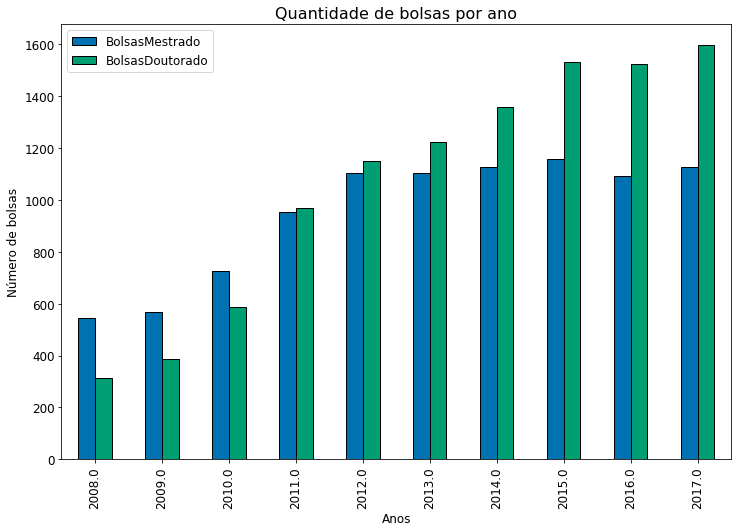 Quantidade de bolsas por ano
BolsasMestrado
BolsasDoutorado
Número de bolsas
1600
1400
1200
1000
800
600
400
200
0
2008.0 2009.0 2010.0 2011.0 2012.0 2013.0 2014.0 2015.0 2016.0 2017.0
Anos